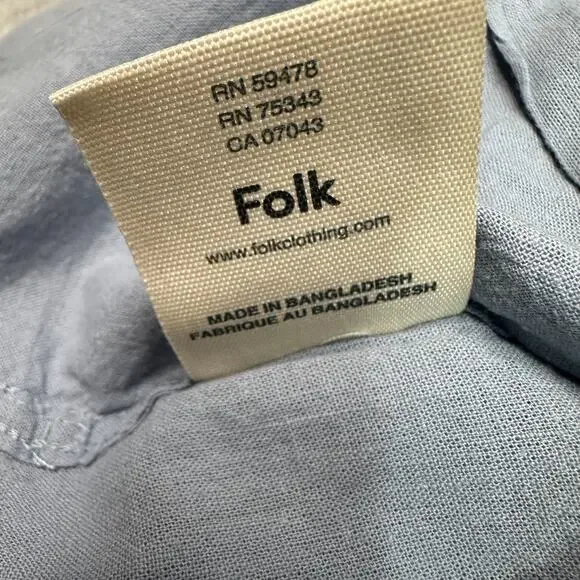 RN 59478
RN 75343
CA 07043
Folk
www.folkclothing.com
MADE IN BANGLADESH
FABRIQUE AU BANGLADESH